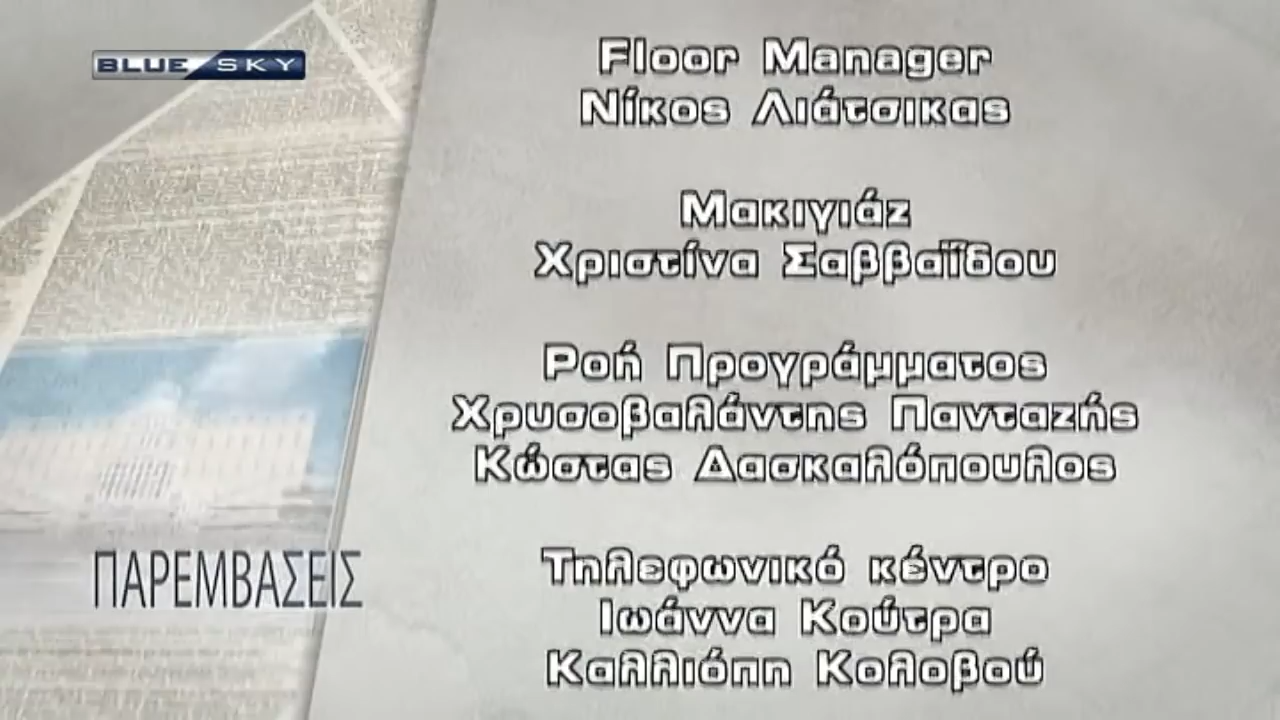 BLUE SKY
Floor Manager
Νίκος Λιάτσικας
Μακιγιάζ
Χριστίνα Σαββαΐδου
Ροή Προγράμματος
Χρυσοβαλάντης Πανταζής
Κώστας Δασκαλόπουλος
Τηλεφωνικό κέντρο
Ιωάννα Κούτρα
Καλλιόπη Κολοβού
ΠΑΡΕΜΒΑΣΕΙΣ